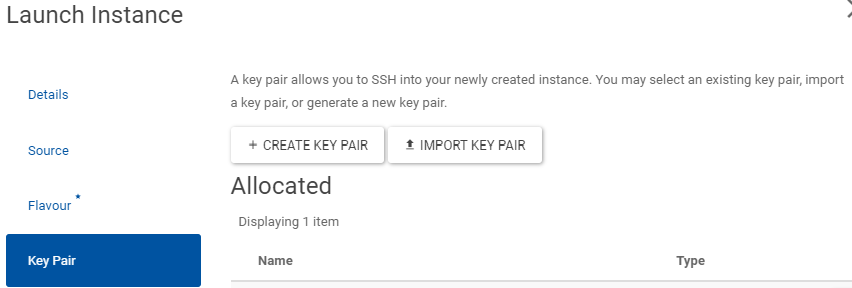 Launch Instance
A key pair allows you to SSH into your newly created instance. You may select an existing key pair, import
a key pair, or generate a new key pair.
Details
Source
Flavour *
Key Pair
+ CREATE KEY PAIR
IMPORT KEY PAIR
Allocated
Displaying 1 item
Name Type